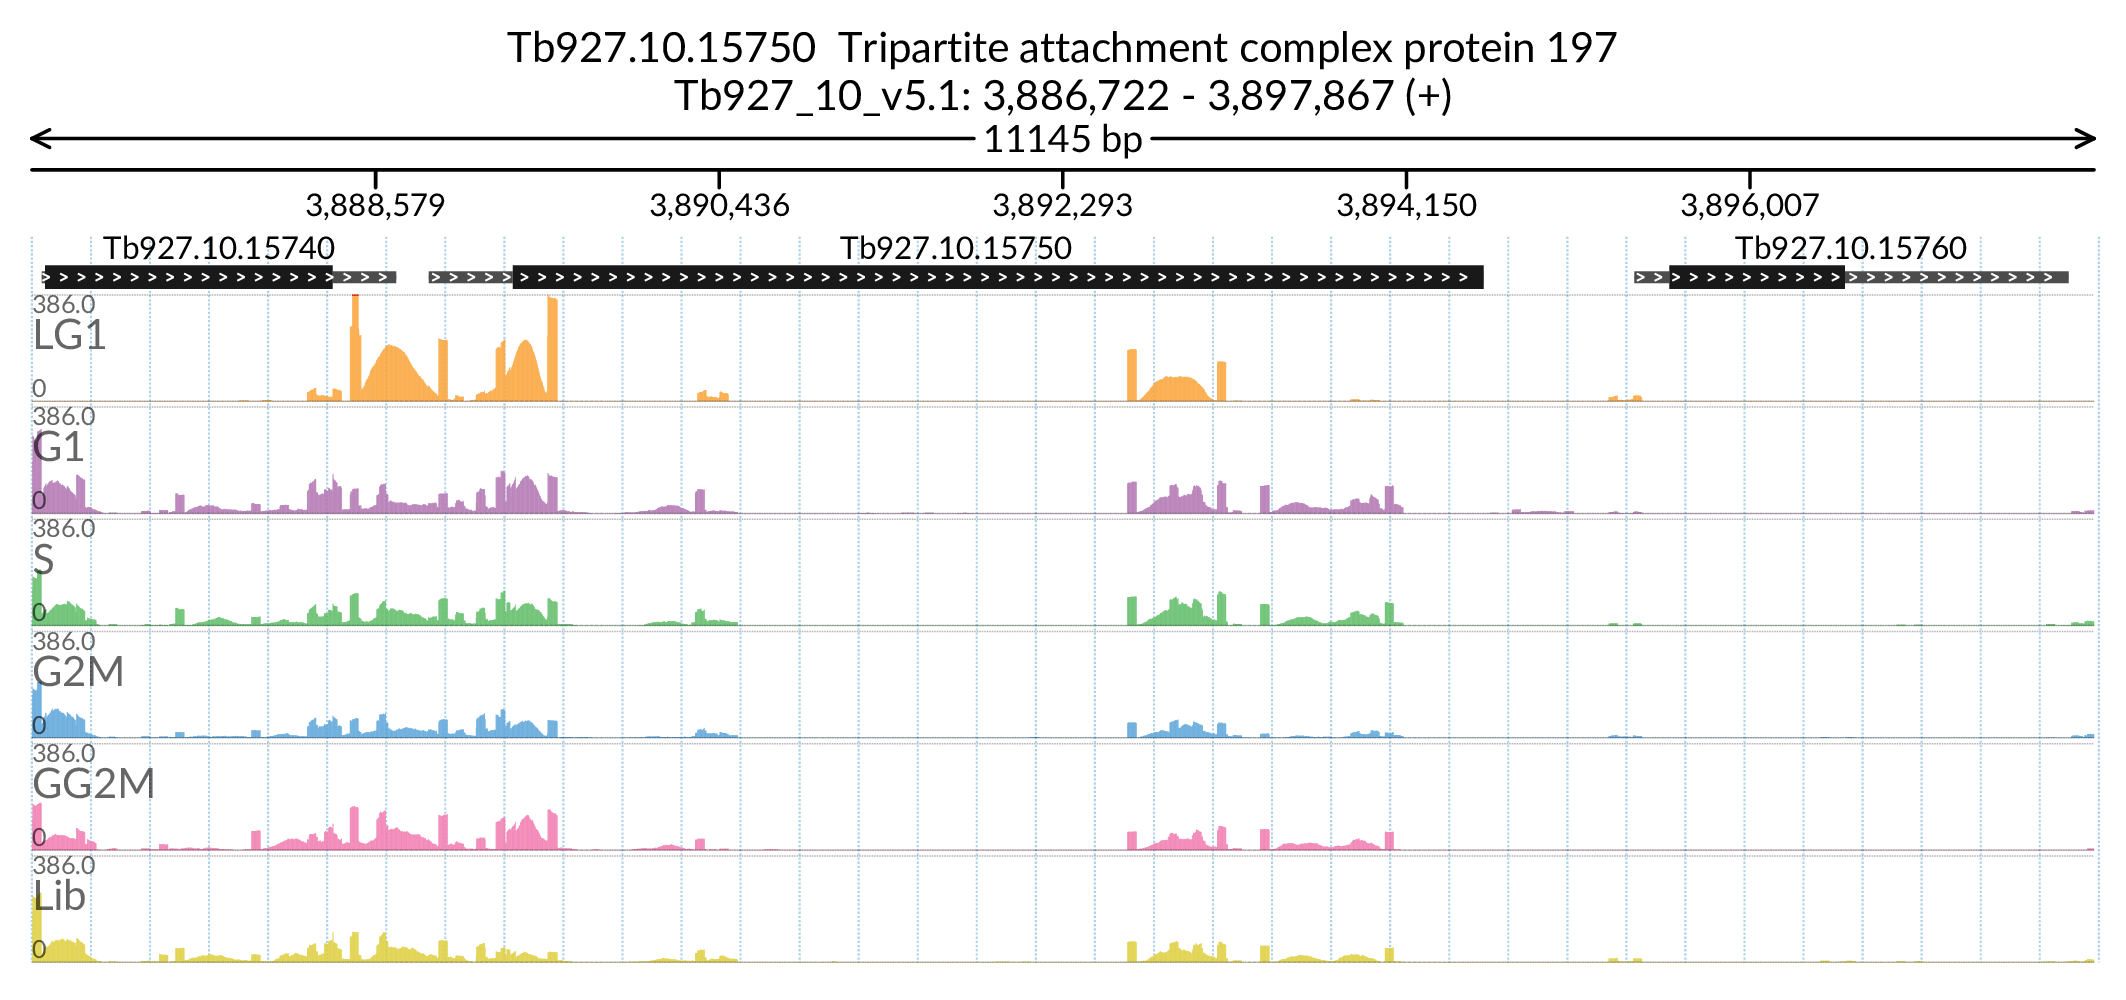 Tb927.10.15750  Tripartite attachment complex protein 197
Tb927_10_v5.1: 3,886,722 - 3,897,867 (+)
11145 bp
3,888,579 3,890,436 3,892,293 3,894,150 3,896,007
Tb927.10.15740 Tb927.10.15750 Tb927.10.15760
386.0
LG1
0
386.0
G1
0
386.0
S
0
386.0
G2M
0
386.0
GG2M
0
386.0
Lib
0